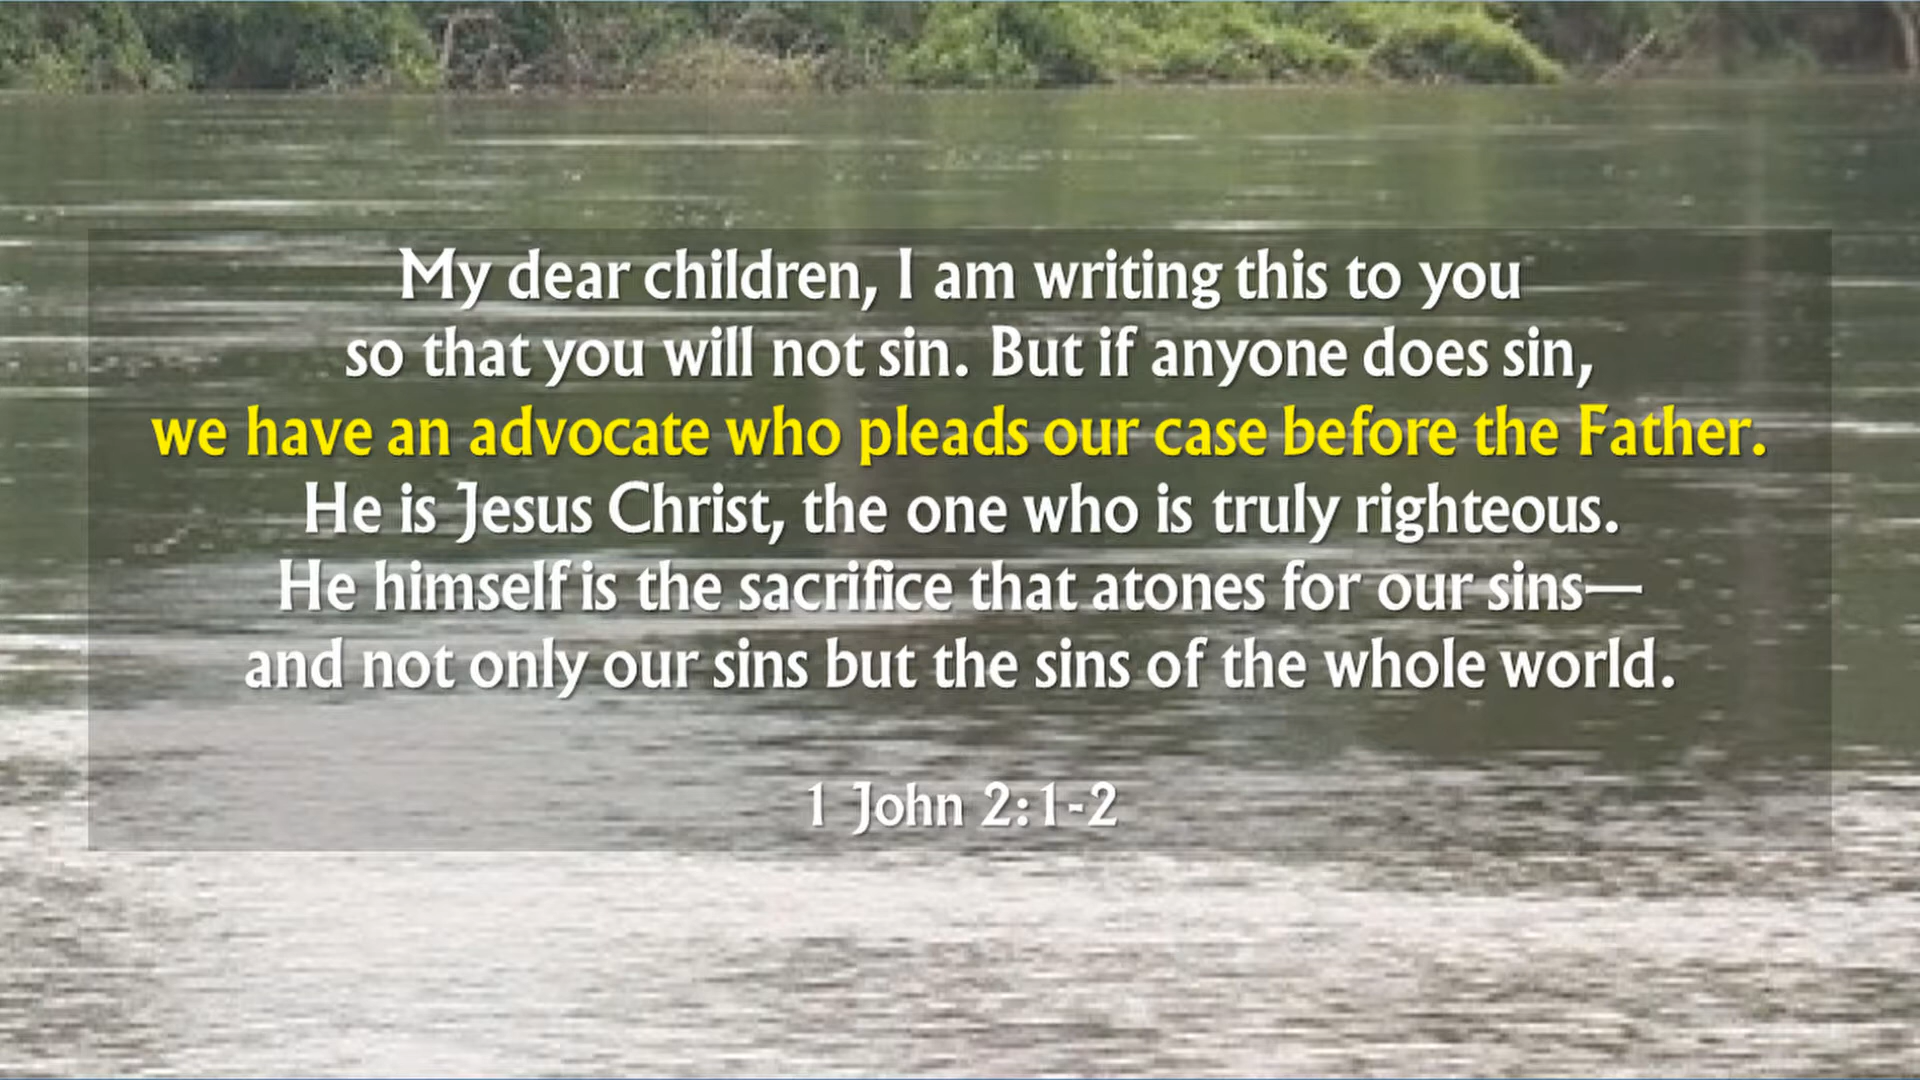 My dear children, I am writing this to you
so that you will not sin. But if anyone does sin,
we have an advocate who pleads our case before the Father.
He is Jesus Christ, the one who is truly righteous.
He himself is the sacrifice that atones for our sins—
and not only our sins but the sins of the whole world.
1 John 2:1-2